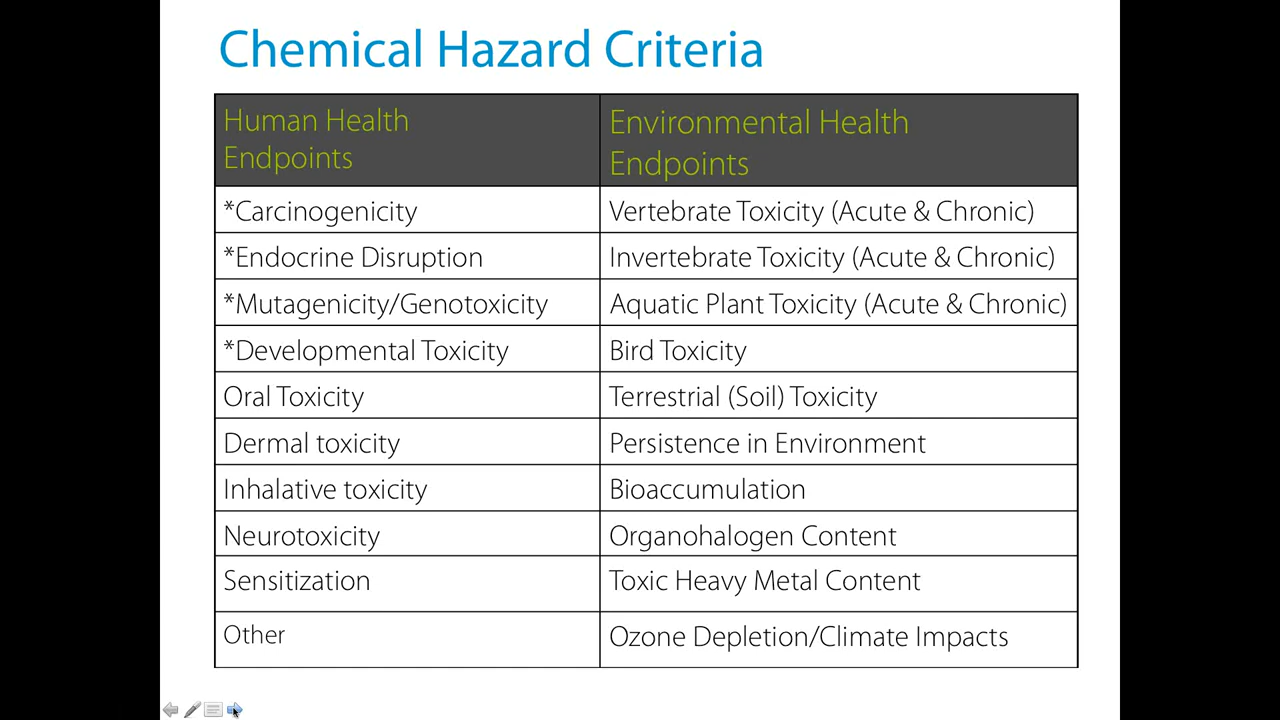 Chemical Hazard Criteria
Human Health
Endpoints
Environmental Health
Endpoints
*Carcinogenicity
Vertebrate Toxicity (Acute & Chronic)
*Endocrine Disruption
Invertebrate Toxicity (Acute & Chronic)
*Mutagenicity/Genotoxicity
Aquatic Plant Toxicity (Acute & Chronic)
*Developmental Toxicity
Bird Toxicity
Oral Toxicity
Terrestrial (Soil) Toxicity
Dermal toxicity
Persistence in Environment
Inhalative toxicity
Bioaccumulation
Neurotoxicity
Organohalogen Content
Sensitization
Toxic Heavy Metal Content
Other
Ozone Depletion/Climate Impacts